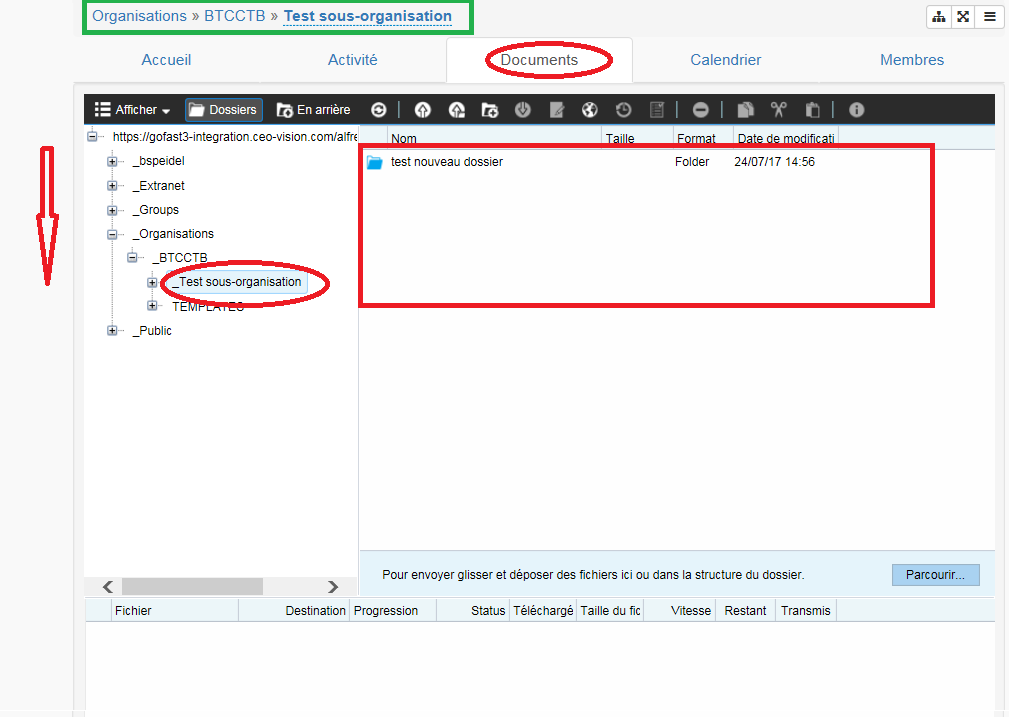 Organisations » BTCCTB » Test sous-organisation
Accueil Activité Documents Calendrier Membres
Afficher Dossiers En arrière
https://gofast3-integration.ceo-vision.com/alfre
Nom Taille Format Date de modificati
_bspeidel
test nouveau dossier Folder 24/07/17 14:56
_Extranet
_Groups
_Organisations
_BTCCTB
_Test sous-organisation
TEMPLATES
_Public
Pour envoyer glisser et déposer des fichiers ici ou dans la structure du dossier. Parcourir...
Fichier Destination Progression Status Téléchargé Taille du fic Vitesse Restant Transmis